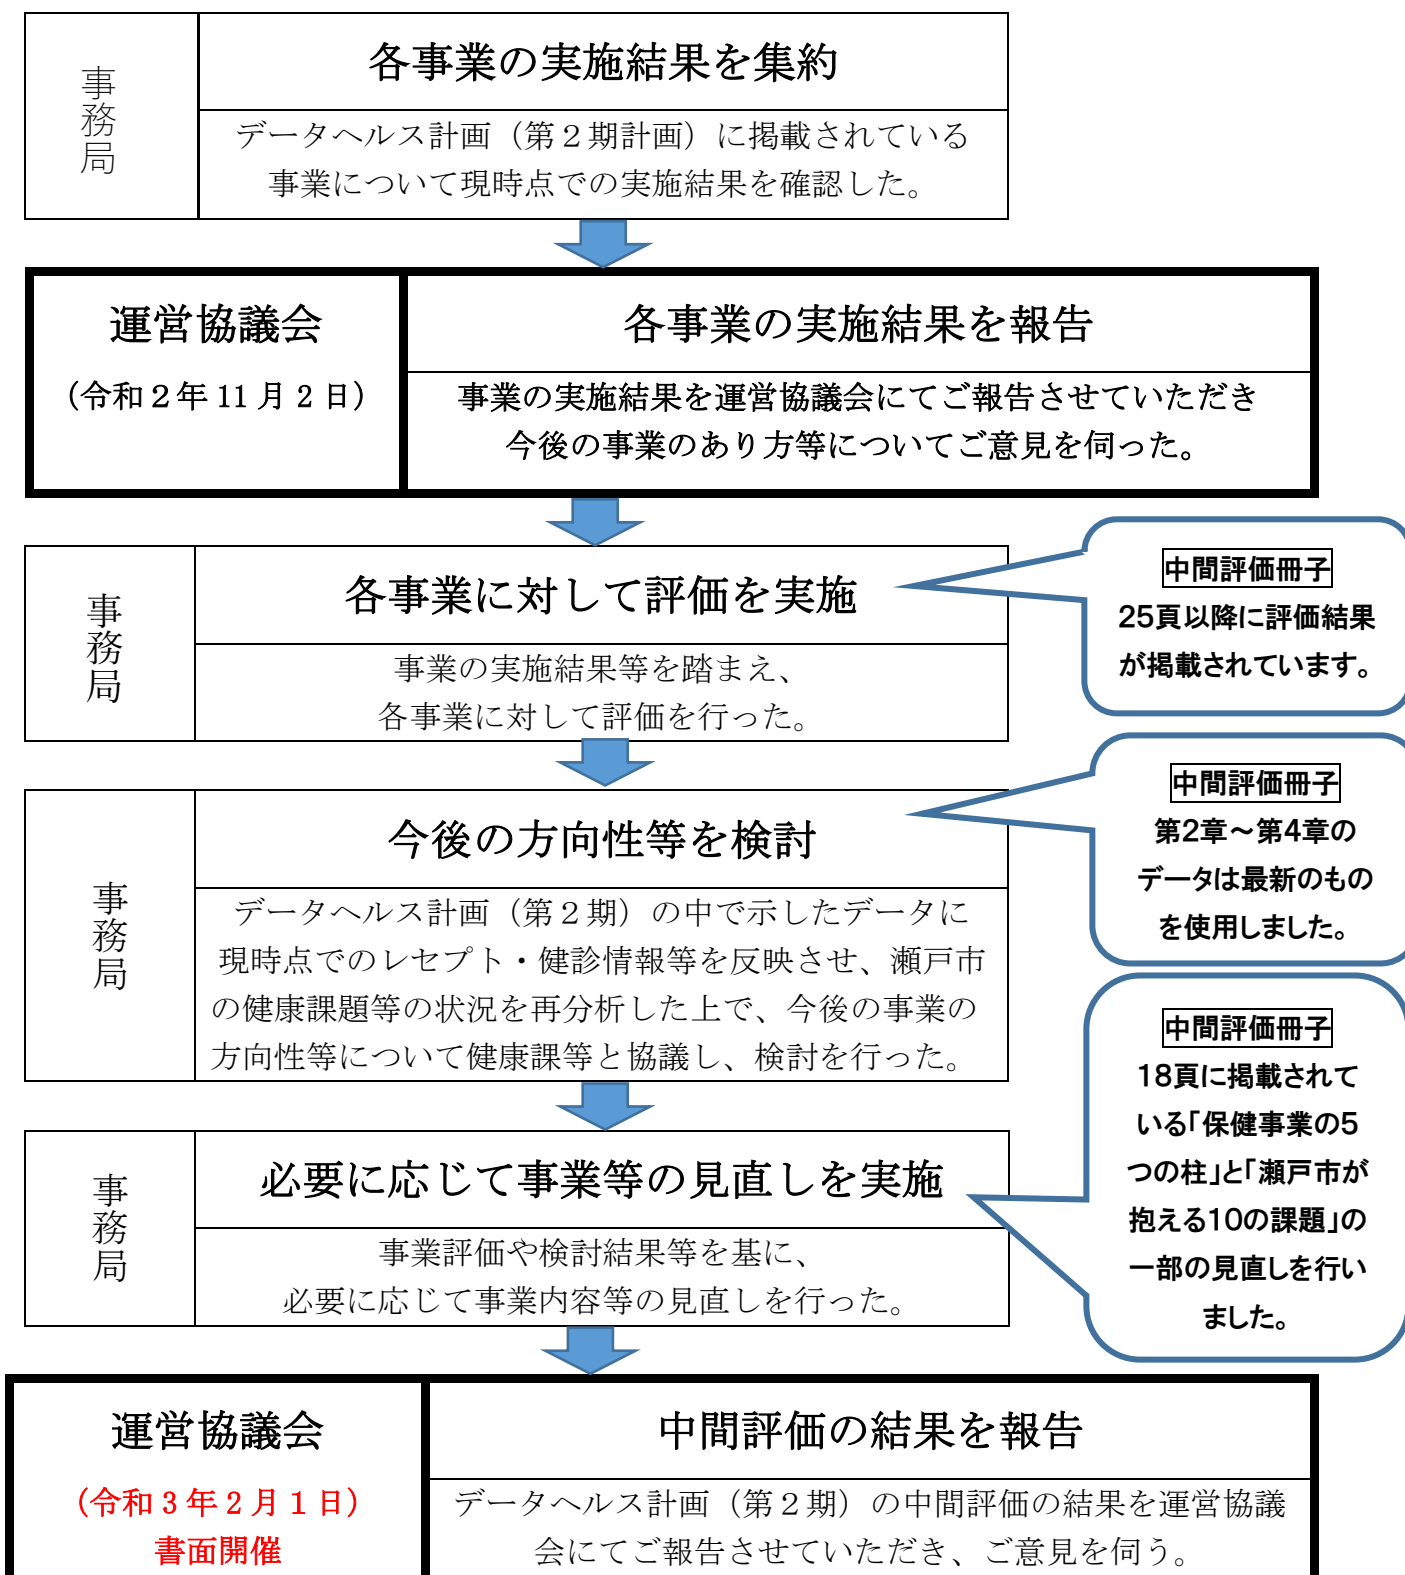 事務局
各事業の実施結果を集約
データヘルス計画（第２期計画）に掲載されている
事業について現時点での実施結果を確認した。
運営協議会
（令和２年 11 月 2 日）
各事業の実施結果を報告
事業の実施結果を運営協議会にてご報告させていただき
今後の事業のあり方等についてご意見を伺った。
事務局
各事業に対して評価を実施
事業の実施結果等を踏まえ、
各事業に対して評価を行った。
中間評価冊子
25頁以降に評価結果
が掲載されています。
事務局
今後の方向性等を検討
データヘルス計画（第２期）の中で示したデータに
現時点でのレセプト・健診情報等を反映させ、瀬戸市
の健康課題等の状況を再分析した上で、今後の事業の
方向性等について健康課等と協議し、検討を行った。
中間評価冊子
第2章～第4章の
データは最新のもの
を使用しました。
事務局
必要に応じて事業等の見直しを実施
事業評価や検討結果等を基に、
必要に応じて事業内容等の見直しを行った。
中間評価冊子
18頁に掲載されて
いる「保健事業の5
つの柱」と「瀬戸市が
抱える10の課題」の
一部の見直しを行い
ました。
運営協議会
（令和 3 年 2 月 1 日）
書面開催
中間評価の結果を報告
データヘルス計画（第２期）の中間評価の結果を運営協議
会にてご報告させていただき、ご意見を伺う。